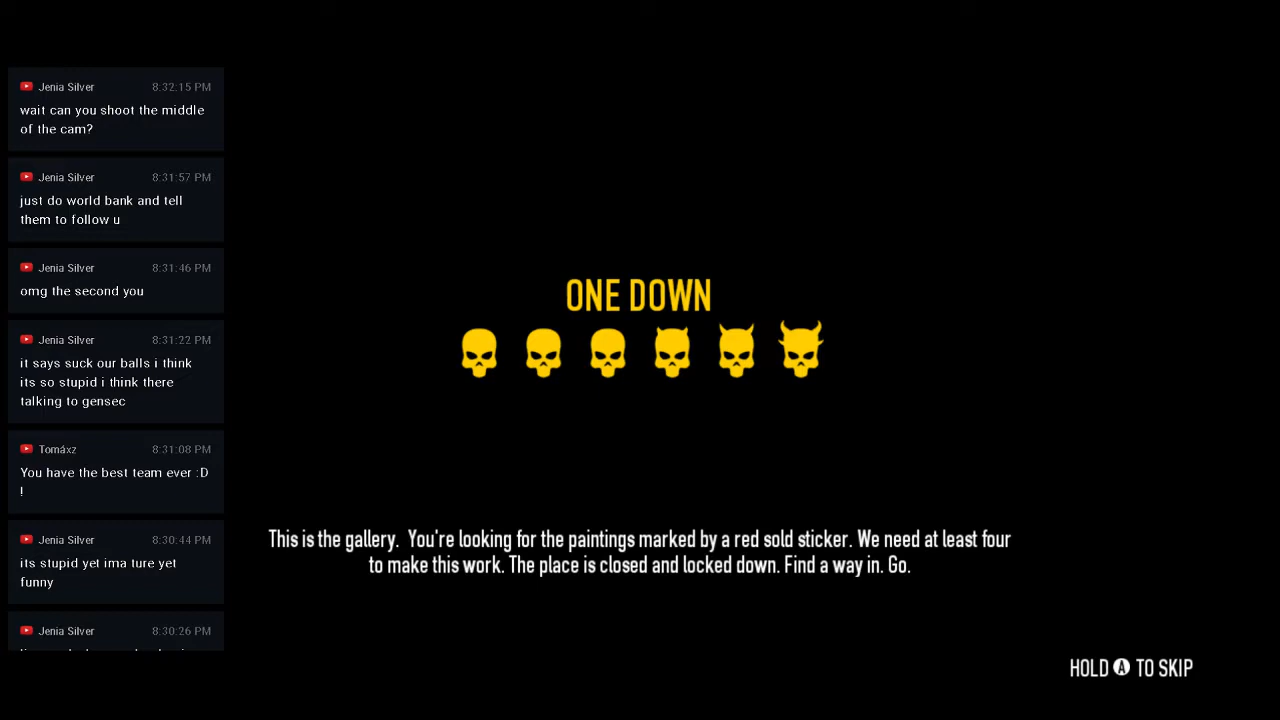 Jenia Silver 8:32:15 PM
wait can you shoot the middle
of the cam?
Jenia Silver 8:31:57 PM
just do world bank and tell
them to follow u
Jenia Silver 8:31:46 PM
omg the second you
Jenia Silver 8:31:22 PM
it says suck our balls i think
its so stupid i think there
talking to gensec
Tomáxz 8:31:08 PM
You have the best team ever :D
!
Jenia Silver 8:30:44 PM
its stupid yet ima ture yet
funny
Jenia Silver 8:30:26 PM
ONE DOWN
This is the gallery. You're looking for the paintings marked by a red sold sticker. We need at least four
to make this work. The place is closed and locked down. Find a way in. Go.
HOLD A TO SKIP